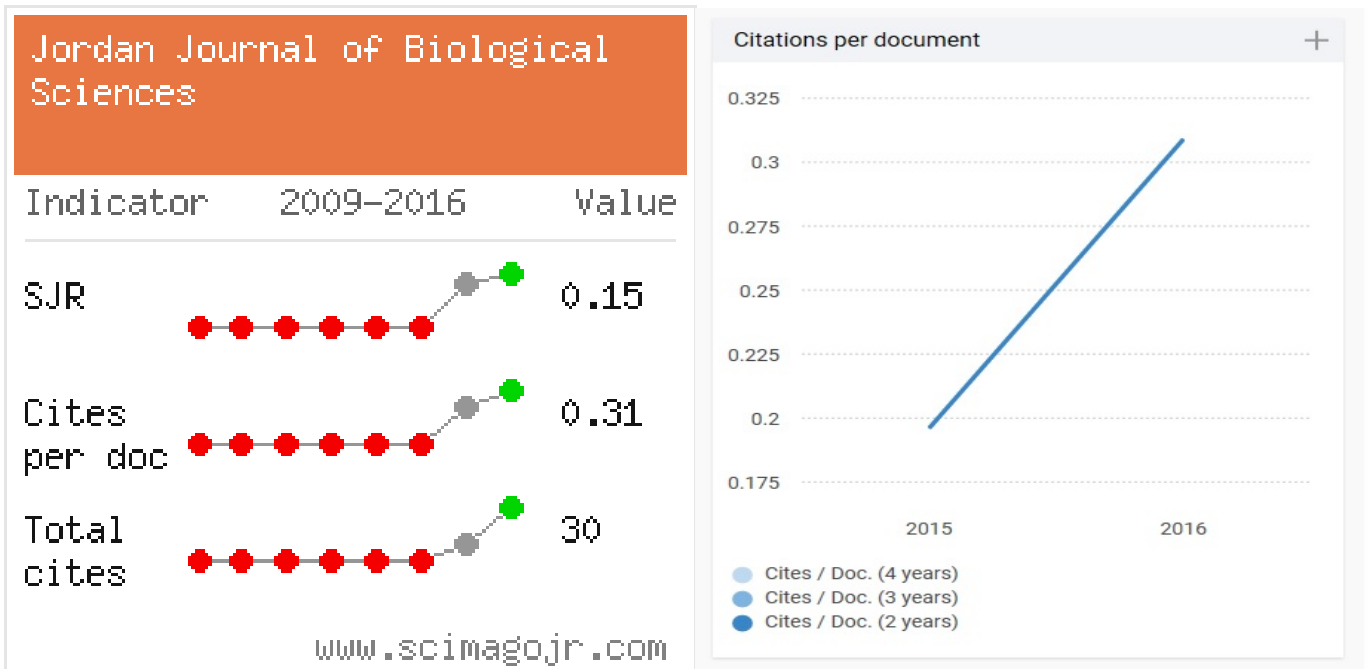 Jordan Journal of Biological
Sciences
Indicator 2009-2016 Value
SJR 0.15
Cites
per doc 0.31
Total
cites 30
www.scimagojr.com
Citations per document +
0.325
0.3
0.275
0.25
0.225
0.2
0.175
2015 2016
Cites / Doc. (4 years)
Cites / Doc. (3 years)
Cites / Doc. (2 years)